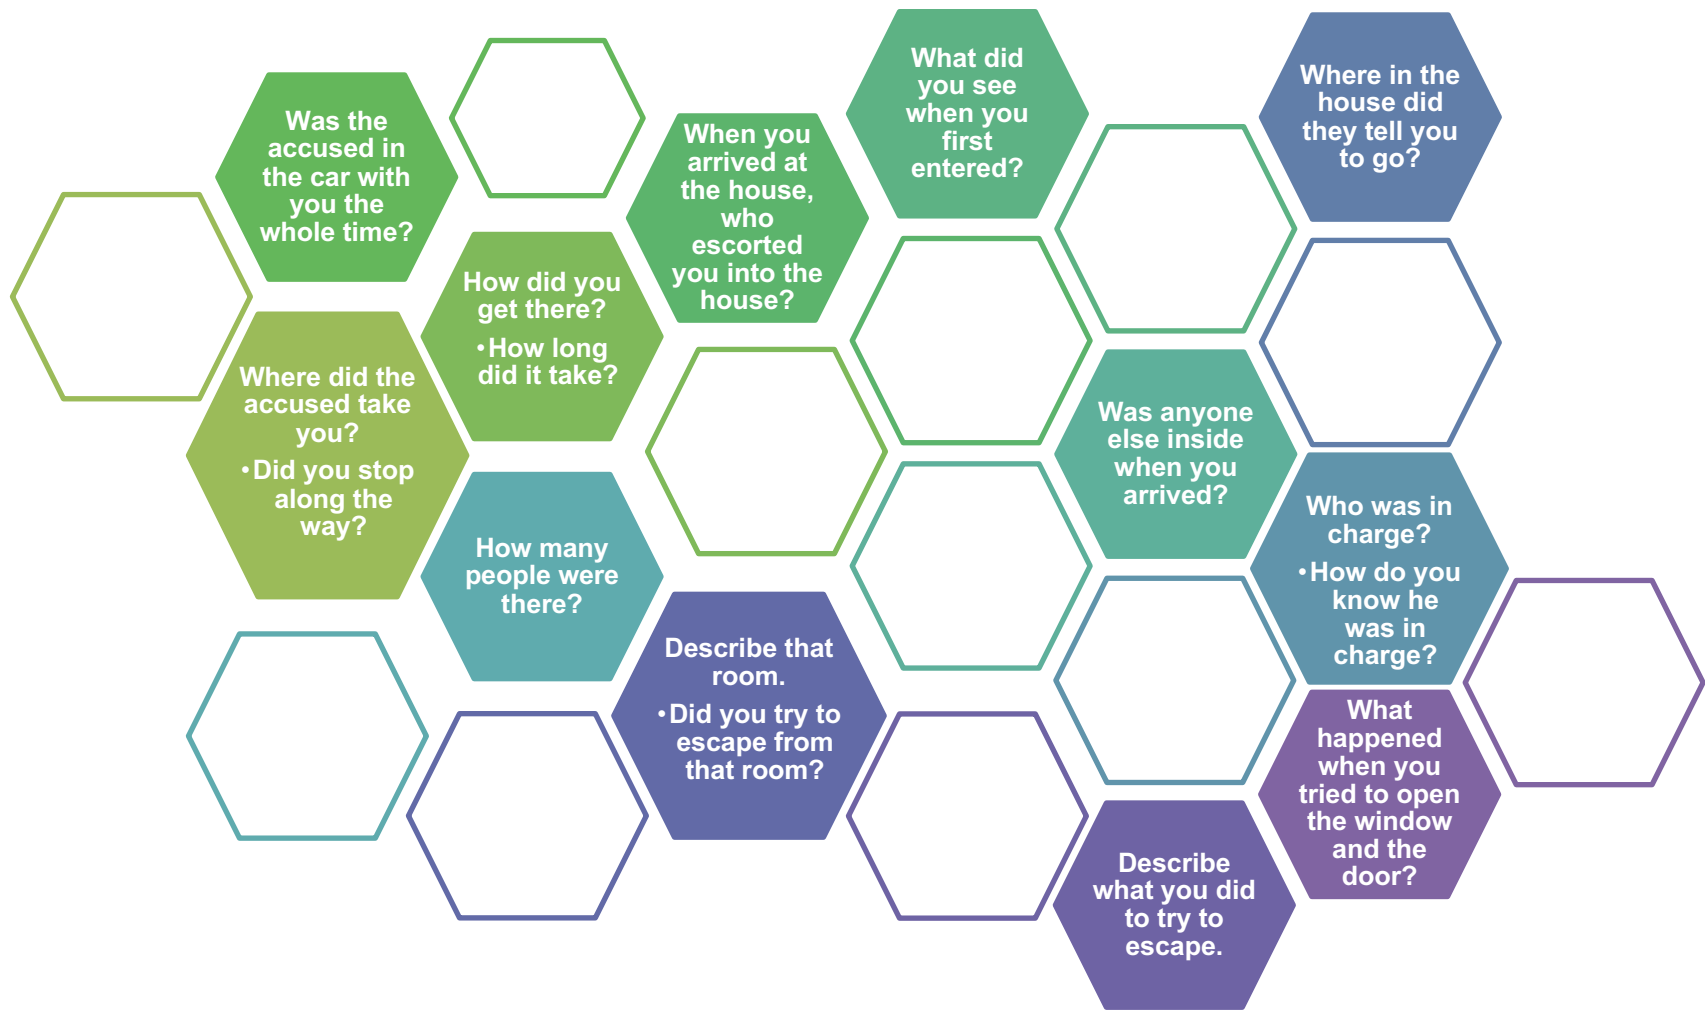 Was the
accused in
the car with
you the
whole time?
When you
arrived at
the house,
who
escorted
you into the
house?
What did
you see
when you
first
entered?
Where in the
house did
they tell you
to go?
How did you
get there?
•How long
did it take?
Where did the
accused take
you?
•Did you stop
along the
way?
Was anyone
else inside
when you
arrived?
How many
people were
there?
Who was in
charge?
•How do you
know he
was in
charge?
Describe that
room.
•Did you try to
escape from
that room?
What
happened
when you
tried to open
the window
and the
door?
Describe
what you did
to try to
escape.